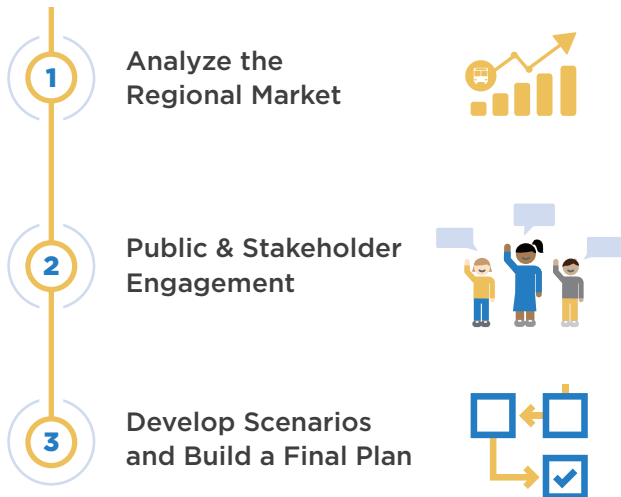 1
Analyze the
Regional Market
2
Public & Stakeholder
Engagement
3
Develop Scenarios
and Build a Final Plan